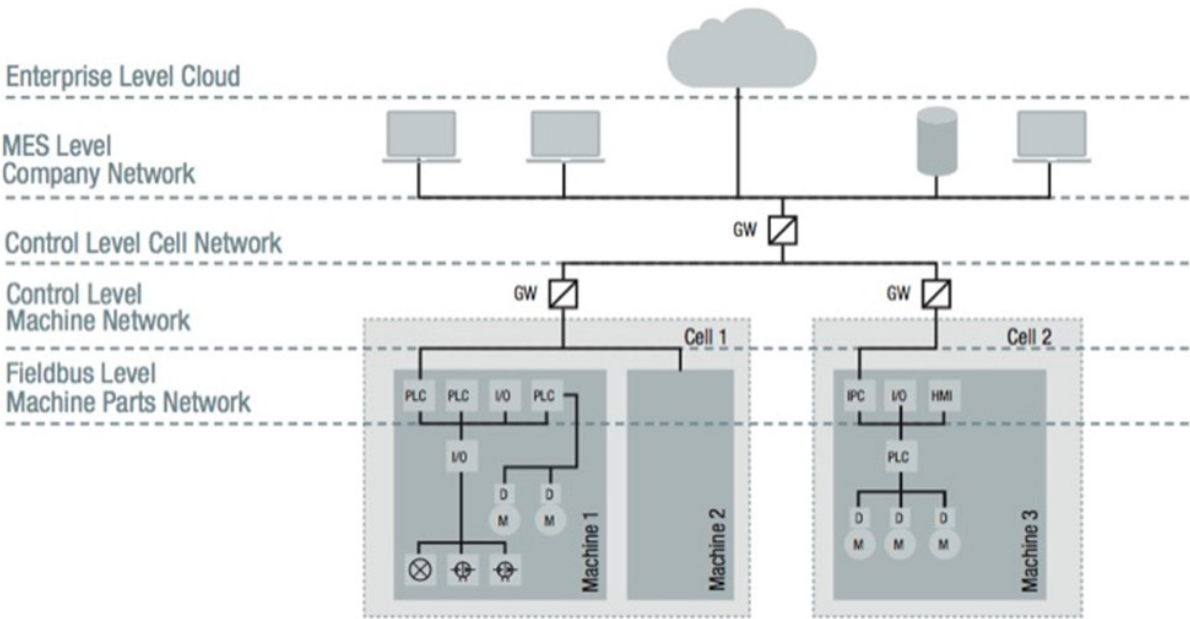 Enterprise Level Cloud
MES Level
Company Network
GW
Control Level Cell Network
Control Level
Machine Network
GW
GW
Cell 1
Cell 2
Fieldbus Level
Machine Parts Network
PLC
PLC
I/O
PLC
IPC
I/O
HMI
I/O
PLC
D
D
M
M
D
D
D
M
M
M
Machine 1
Machine 2
Machine 3